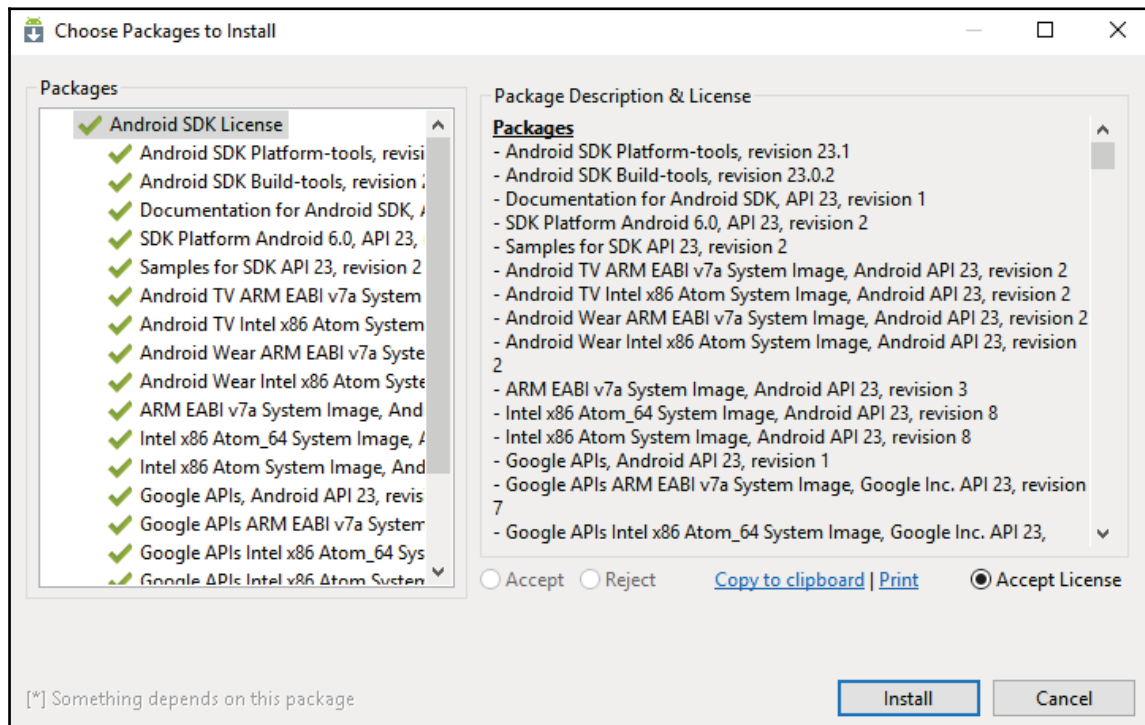 Choose Packages to Install
Packages
Android SDK License
Android SDK Platform-tools, revisi
Android SDK Build-tools, revision
Documentation for Android SDK,
SDK Platform Android 6.0, API 23,
Samples for SDK API 23, revision 2
Android TV ARM EABI v7a System
Android TV Intel x86 Atom System
Android Wear ARM EABI v7a Syste
Android Wear Intel x86 Atom Syste
ARM EABI v7a System Image, And
Intel x86 Atom_64 System Image,
Intel x86 Atom System Image, And
Google APIs, Android API 23, revis
Google APIs ARM EABI v7a System
Google APIs Intel x86 Atom_64 Sys
Google APIs Intel x86 Atom System
Package Description & License
Packages
- Android SDK Platform-tools, revision 23.1
- Android SDK Build-tools, revision 23.0.2
- Documentation for Android SDK, API 23, revision 1
- SDK Platform Android 6.0, API 23, revision 2
- Samples for SDK API 23, revision 2
- Android TV ARM EABI v7a System Image, Android API 23, revision 2
- Android TV Intel x86 Atom System Image, Android API 23, revision 2
- Android Wear ARM EABI v7a System Image, Android API 23, revision 2
- Android Wear Intel x86 Atom System Image, Android API 23, revision
2
- ARM EABI v7a System Image, Android API 23, revision 3
- Intel x86 Atom_64 System Image, Android API 23, revision 8
- Intel x86 Atom System Image, Android API 23, revision 8
- Google APIs, Android API 23, revision 1
- Google APIs ARM EABI v7a System Image, Google Inc. API 23, revision
7
- Google APIs Intel x86 Atom_64 System Image, Google Inc. API 23,
Accept Reject Copy to clipboard | Print Accept License
[*] Something depends on this package
Install Cancel